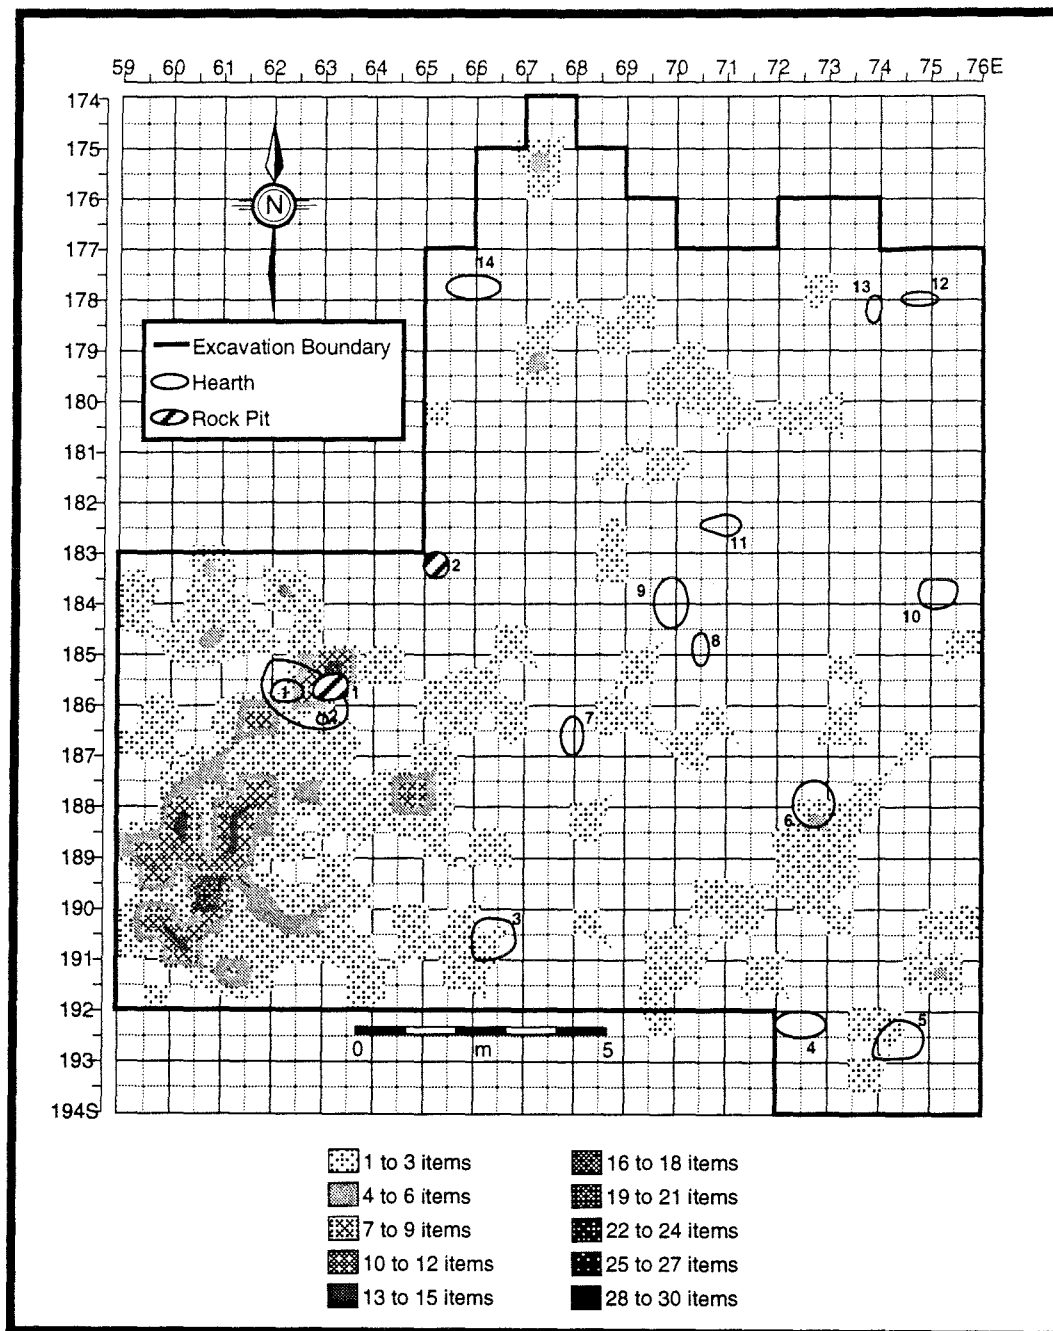 59 60 61 62 63 64 65 66 67 68 69 70 71 72 73 74 75 76E
174
175
176
N
177
14
178
13 12
179
Excavation Boundary
Hearth
180
Rock Pit
181
182
11
183
2
184
9
10
8
185
1 1
2
186
7
187
188
6
189
190
3
191
192
5
4
0 m 5
193
194S
1 to 3 items
4 to 6 items
7 to 9 items
10 to 12 items
13 to 15 items
16 to 18 items
19 to 21 items
22 to 24 items
25 to 27 items
28 to 30 items